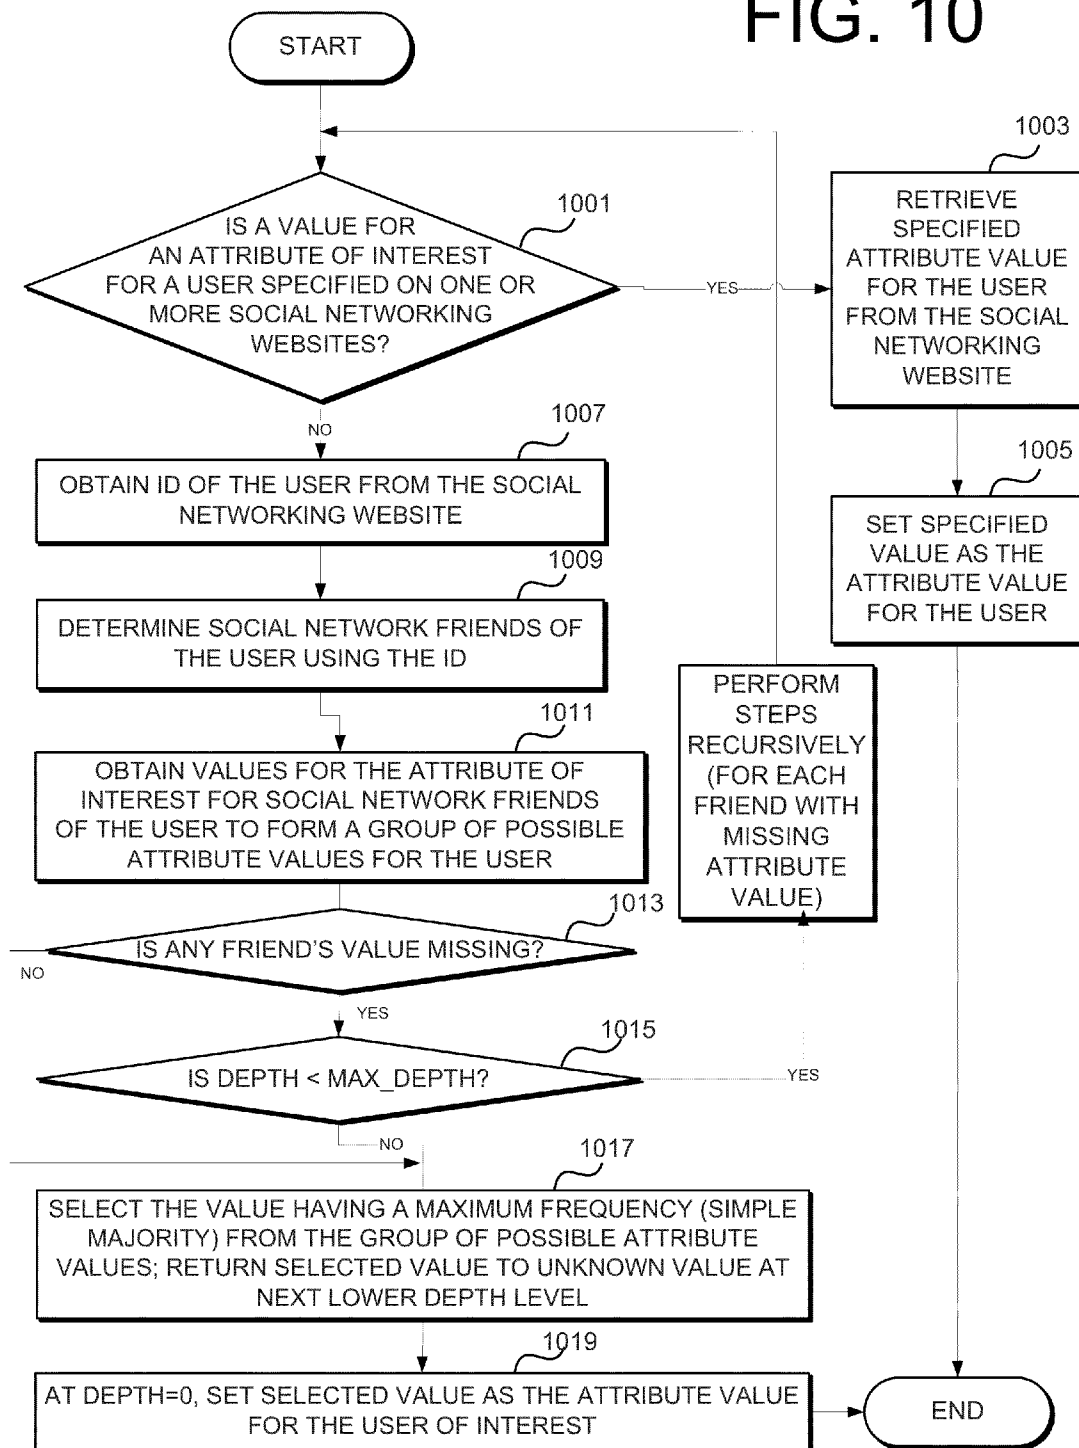 FIG. 10
START
1001
IS A VALUE FOR
AN ATTRIBUTE OF INTEREST
FOR A USER SPECIFIED ON ONE OR
MORE SOCIAL NETWORKING
WEBSITES?
YES
1003
RETRIEVE
SPECIFIED
ATTRIBUTE VALUE
FOR THE USER
FROM THE SOCIAL
NETWORKING
WEBSITE
NO
1007
OBTAIN ID OF THE USER FROM THE SOCIAL
NETWORKING WEBSITE
1005
SET SPECIFIED
VALUE AS THE
ATTRIBUTE VALUE
FOR THE USER
1009
DETERMINE SOCIAL NETWORK FRIENDS OF
THE USER USING THE ID
1011
OBTAIN VALUES FOR THE ATTRIBUTE OF
INTEREST FOR SOCIAL NETWORK FRIENDS
OF THE USER TO FORM A GROUP OF POSSIBLE
ATTRIBUTE VALUES FOR THE USER
PERFORM
STEPS
RECURSIVELY
(FOR EACH
FRIEND WITH
MISSING
ATTRIBUTE
VALUE)
1013
IS ANY FRIEND'S VALUE MISSING?
NO
YES
1015
IS DEPTH < MAX_DEPTH?
YES
NO
1017
SELECT THE VALUE HAVING A MAXIMUM FREQUENCY (SIMPLE
MAJORITY) FROM THE GROUP OF POSSIBLE ATTRIBUTE
VALUES; RETURN SELECTED VALUE TO UNKNOWN VALUE AT
NEXT LOWER DEPTH LEVEL
1019
AT DEPTH=0, SET SELECTED VALUE AS THE ATTRIBUTE VALUE
FOR THE USER OF INTEREST
END